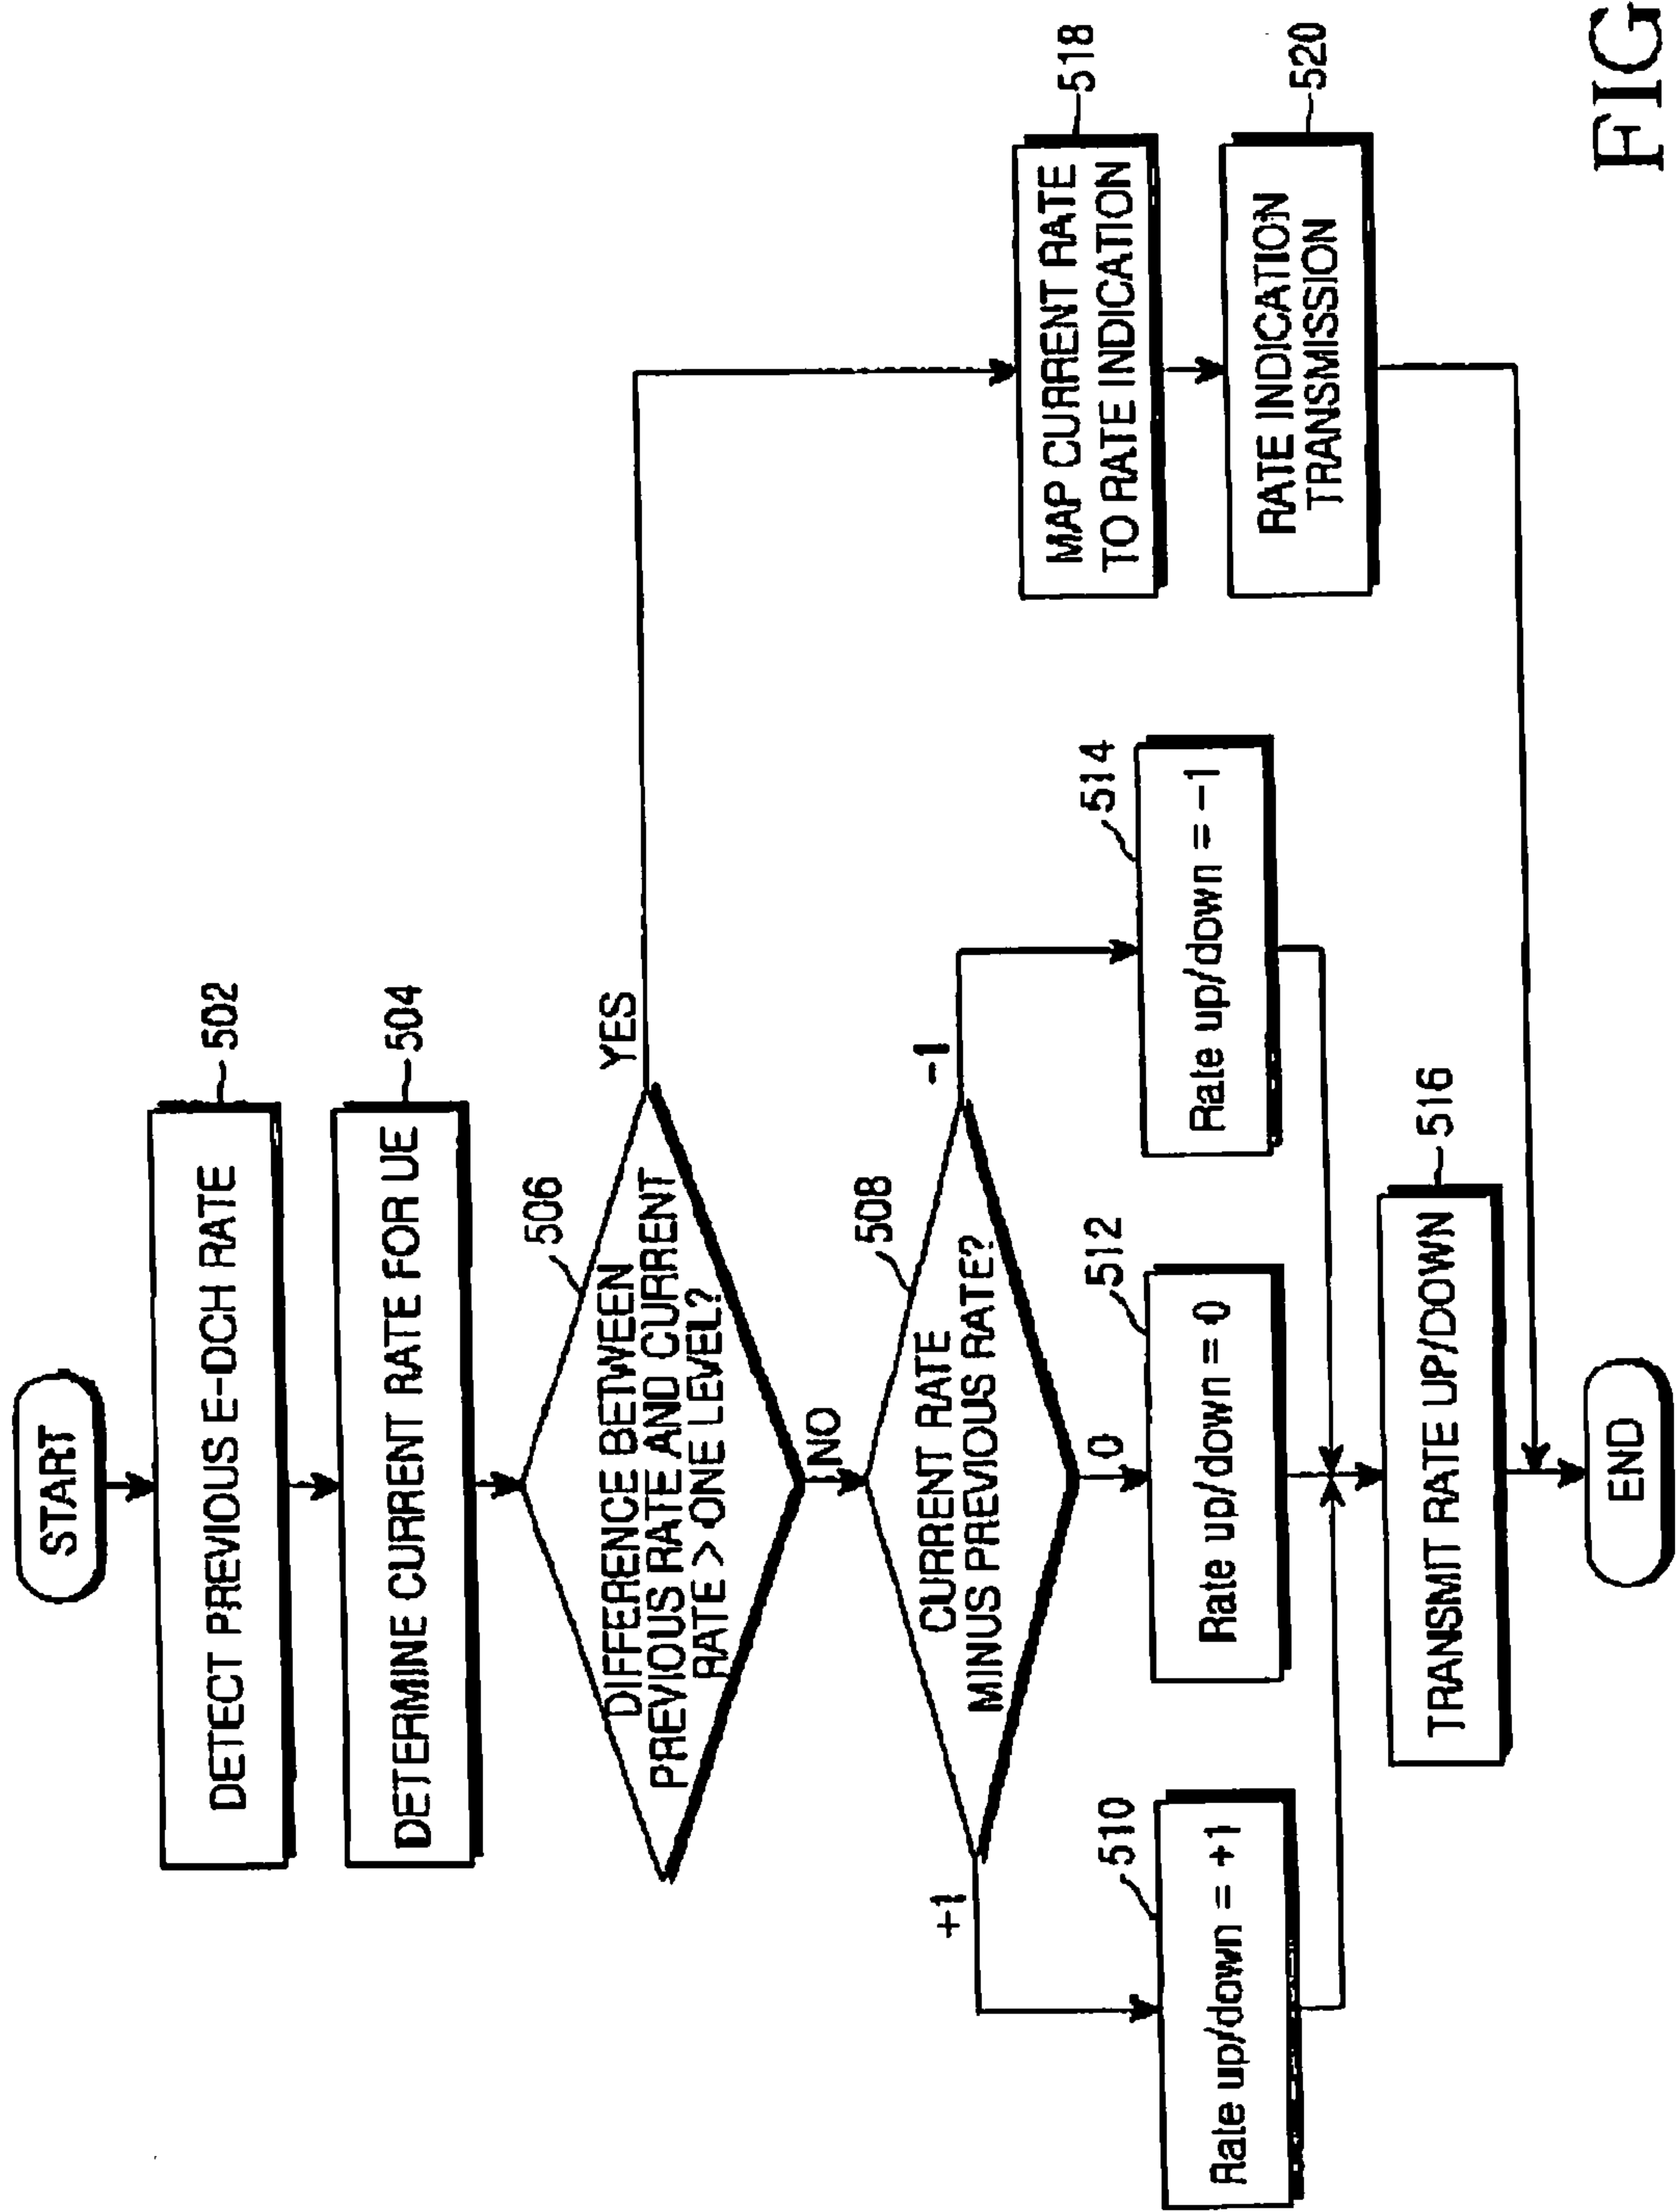 START
DETECT PREVIOUS E-DCH RATE
502
DETERMINE CURRENT RATE FOR UE
504
506
DIFFERENCE BETWEEN
PREVIOUS RATE AND CURRENT
RATE > ONE LEVEL?
YES
NO
508
CURRENT RATE
MINUS PREVIOUS RATE?
+1
0
-1
510
Rate up/down = +1
512
Rate up/down = 0
514
Rate up/down = -1
TRANSMIT RATE UP/DOWN
516
MAP CURRENT RATE
TO RATE INDICATION
518
RATE INDICATION
TRANSMISSION
520
END
FIG